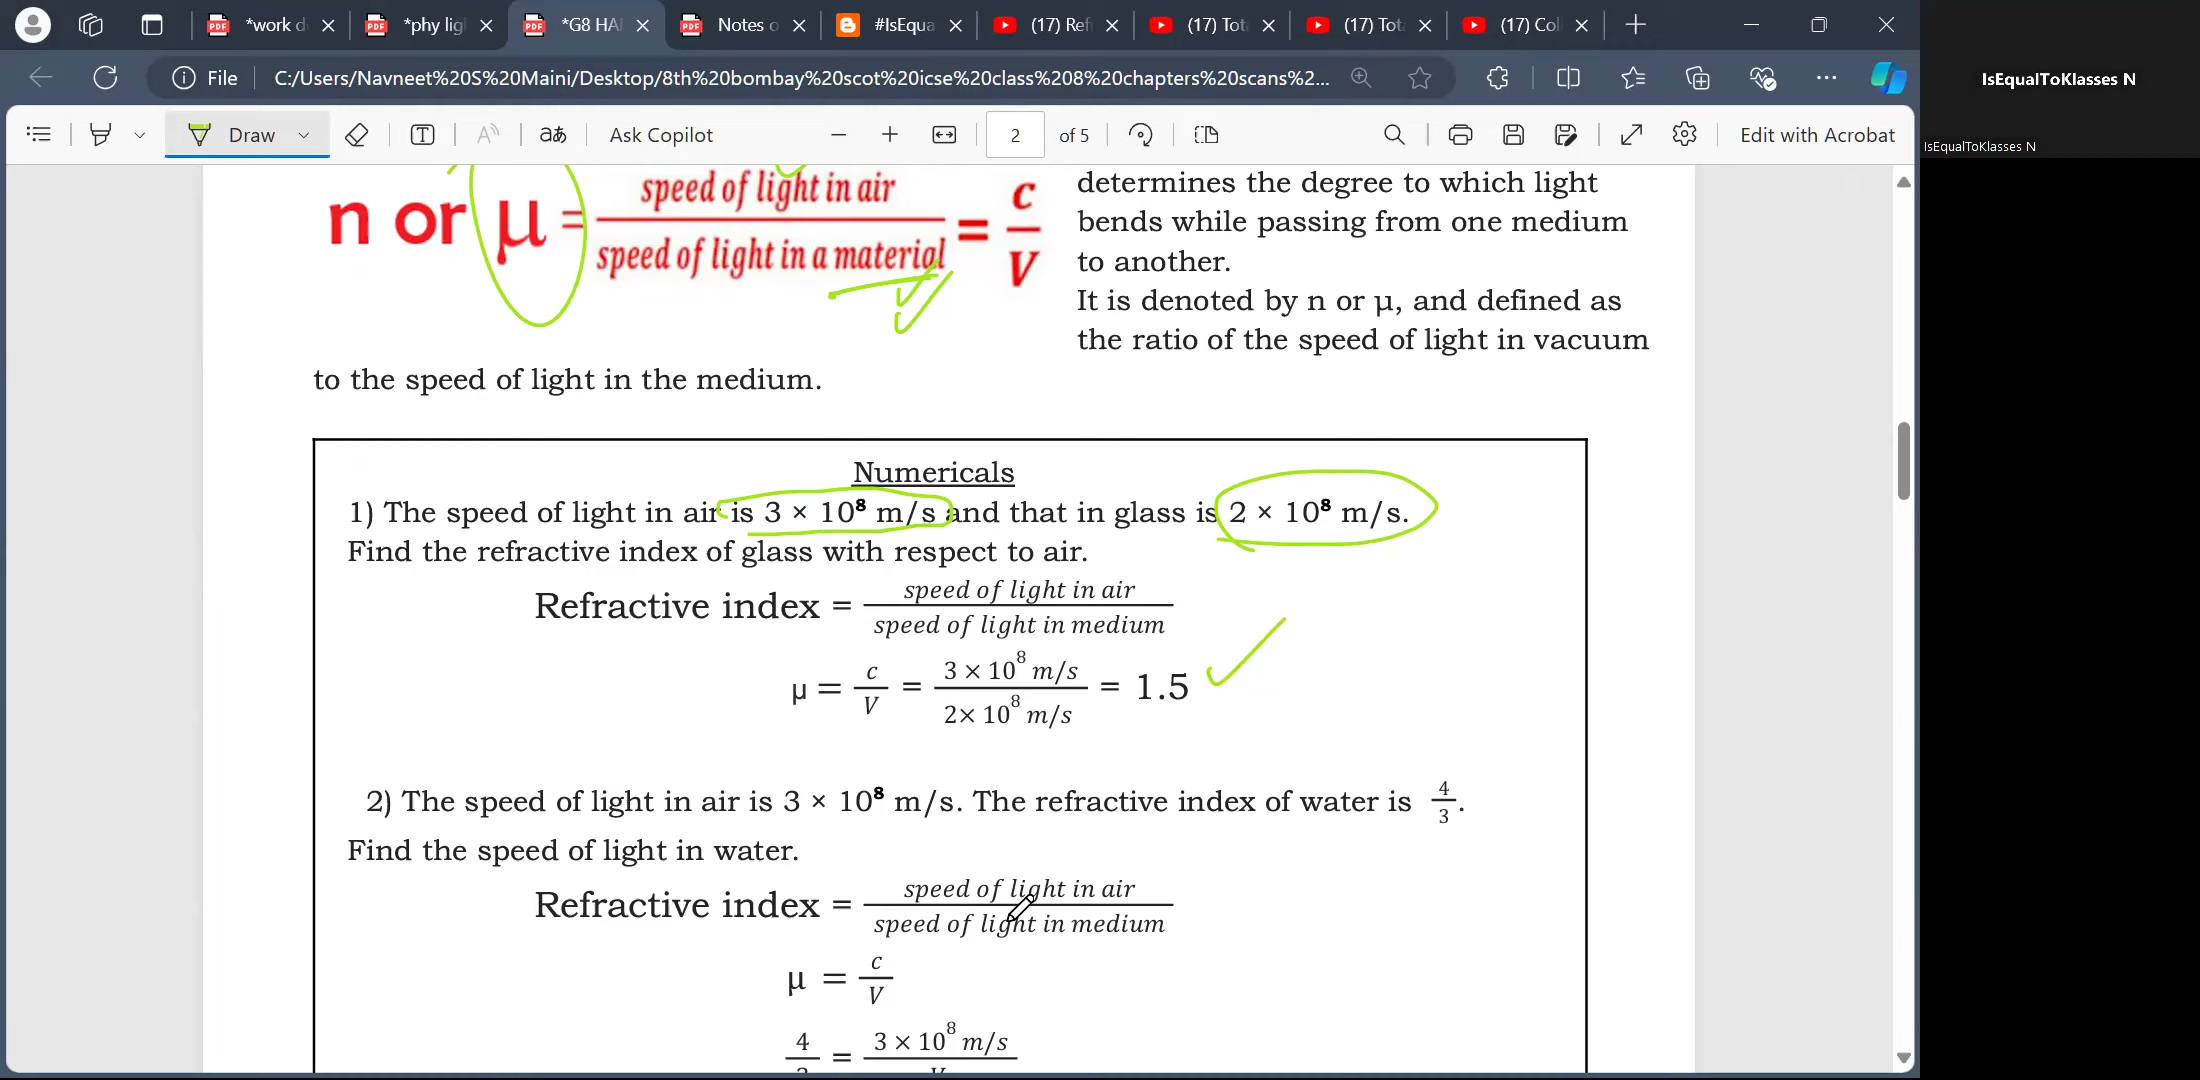 *work d
*phy lig
*G8 HA
Notes o
#IsEqua
(17) Ref
(17) Tot
(17) Tot
(17) Col
File
C:/Users/Navneet%20S%20Maini/Desktop/8th%20bombay%20scot%20icse%20class%208%20chapters%20scans%2...
IsEqualToKlasses N
IsEqualToKlasses N
Draw
Ask Copilot
2 of 5
Edit with Acrobat
n or μ = speed of light in air / speed of light in a material = c / V
determines the degree to which light
bends while passing from one medium
to another.
It is denoted by n or μ, and defined as
the ratio of the speed of light in vacuum
to the speed of light in the medium.
Numericals
1) The speed of light in air is 3 × 10⁸ m/s and that in glass is 2 × 10⁸ m/s.
Find the refractive index of glass with respect to air.
Refractive index = speed of light in air / speed of light in medium
μ = c / V = 3 × 10⁸ m/s / 2× 10⁸ m/s = 1.5
2) The speed of light in air is 3 × 10⁸ m/s. The refractive index of water is 4/3.
Find the speed of light in water.
Refractive index = speed of light in air / speed of light in medium
μ = c / V
4/3 = 3 × 10⁸ m/s / V